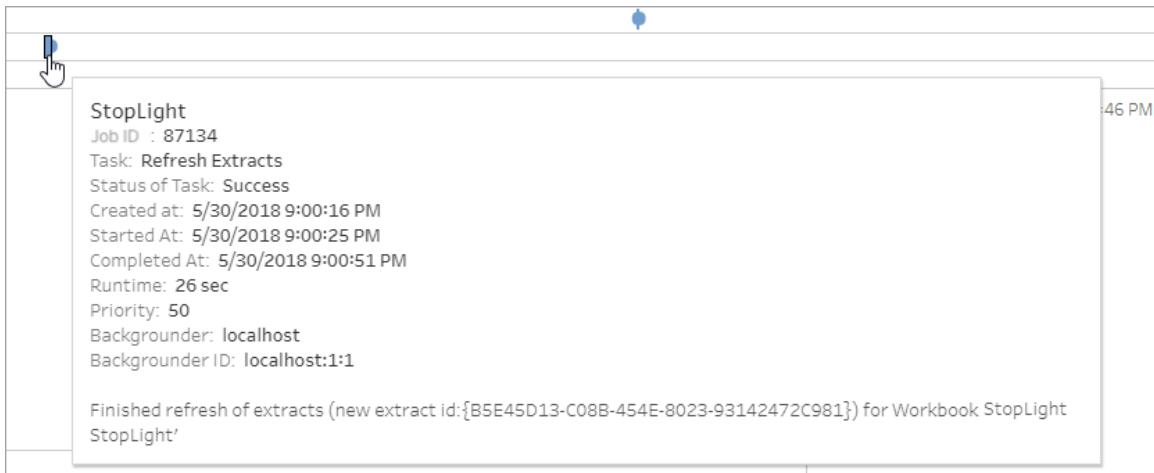 :46 PM
StopLight
Job ID : 87134
Task: Refresh Extracts
Status of Task: Success
Created at: 5/30/2018 9:00:16 PM
Started At: 5/30/2018 9:00:25 PM
Completed At: 5/30/2018 9:00:51 PM
Runtime: 26 sec
Priority: 50
Backgrounder: localhost
Backgrounder ID: localhost:1:1
Finished refresh of extracts (new extract id:{B5E45D13-C08B-454E-8023-93142472C981}) for Workbook StopLight
StopLight’